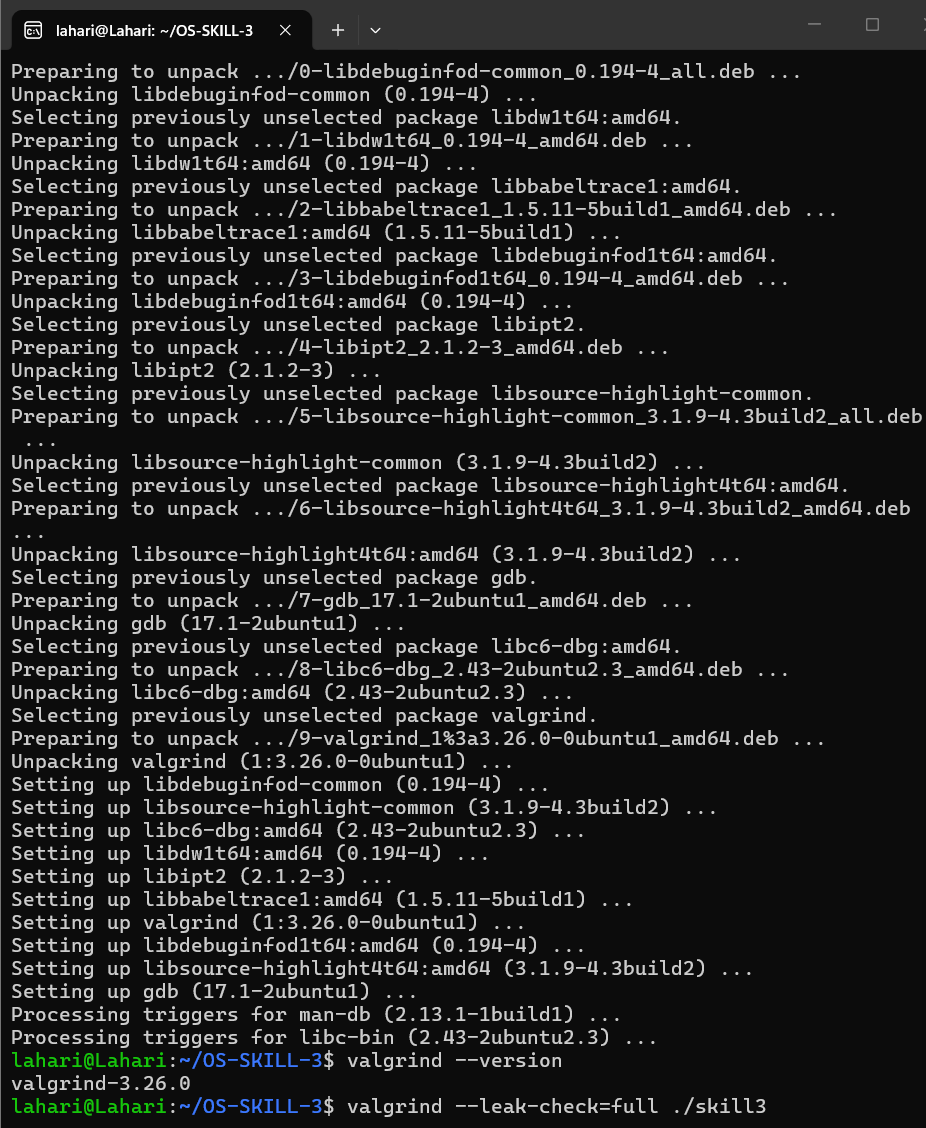 lahari@Lahari: ~/OS-SKILL-3
Preparing to unpack .../0-libdebuginfod-common_0.194-4_all.deb ...
Unpacking libdebuginfod-common (0.194-4) ...
Selecting previously unselected package libdw1t64:amd64.
Preparing to unpack .../1-libdw1t64_0.194-4_amd64.deb ...
Unpacking libdw1t64:amd64 (0.194-4) ...
Selecting previously unselected package libbabeltrace1:amd64.
Preparing to unpack .../2-libbabeltrace1_1.5.11-5build1_amd64.deb ...
Unpacking libbabeltrace1:amd64 (1.5.11-5build1) ...
Selecting previously unselected package libdebuginfod1t64:amd64.
Preparing to unpack .../3-libdebuginfod1t64_0.194-4_amd64.deb ...
Unpacking libdebuginfod1t64:amd64 (0.194-4) ...
Selecting previously unselected package libipt2.
Preparing to unpack .../4-libipt2_2.1.2-3_amd64.deb ...
Unpacking libipt2 (2.1.2-3) ...
Selecting previously unselected package libsource-highlight-common.
Preparing to unpack .../5-libsource-highlight-common_3.1.9-4.3build2_all.deb
 ...
Unpacking libsource-highlight-common (3.1.9-4.3build2) ...
Selecting previously unselected package libsource-highlight4t64:amd64.
Preparing to unpack .../6-libsource-highlight4t64_3.1.9-4.3build2_amd64.deb
...
Unpacking libsource-highlight4t64:amd64 (3.1.9-4.3build2) ...
Selecting previously unselected package gdb.
Preparing to unpack .../7-gdb_17.1-2ubuntu1_amd64.deb ...
Unpacking gdb (17.1-2ubuntu1) ...
Selecting previously unselected package libc6-dbg:amd64.
Preparing to unpack .../8-libc6-dbg_2.43-2ubuntu2.3_amd64.deb ...
Unpacking libc6-dbg:amd64 (2.43-2ubuntu2.3) ...
Selecting previously unselected package valgrind.
Preparing to unpack .../9-valgrind_1%3a3.26.0-0ubuntu1_amd64.deb ...
Unpacking valgrind (1:3.26.0-0ubuntu1) ...
Setting up libdebuginfod-common (0.194-4) ...
Setting up libsource-highlight-common (3.1.9-4.3build2) ...
Setting up libc6-dbg:amd64 (2.43-2ubuntu2.3) ...
Setting up libdw1t64:amd64 (0.194-4) ...
Setting up libipt2 (2.1.2-3) ...
Setting up libbabeltrace1:amd64 (1.5.11-5build1) ...
Setting up valgrind (1:3.26.0-0ubuntu1) ...
Setting up libdebuginfod1t64:amd64 (0.194-4) ...
Setting up libsource-highlight4t64:amd64 (3.1.9-4.3build2) ...
Setting up gdb (17.1-2ubuntu1) ...
Processing triggers for man-db (2.13.1-1build1) ...
Processing triggers for libc-bin (2.43-2ubuntu2.3) ...
lahari@Lahari:~/OS-SKILL-3$ valgrind --version
valgrind-3.26.0
lahari@Lahari:~/OS-SKILL-3$ valgrind --leak-check=full ./skill3